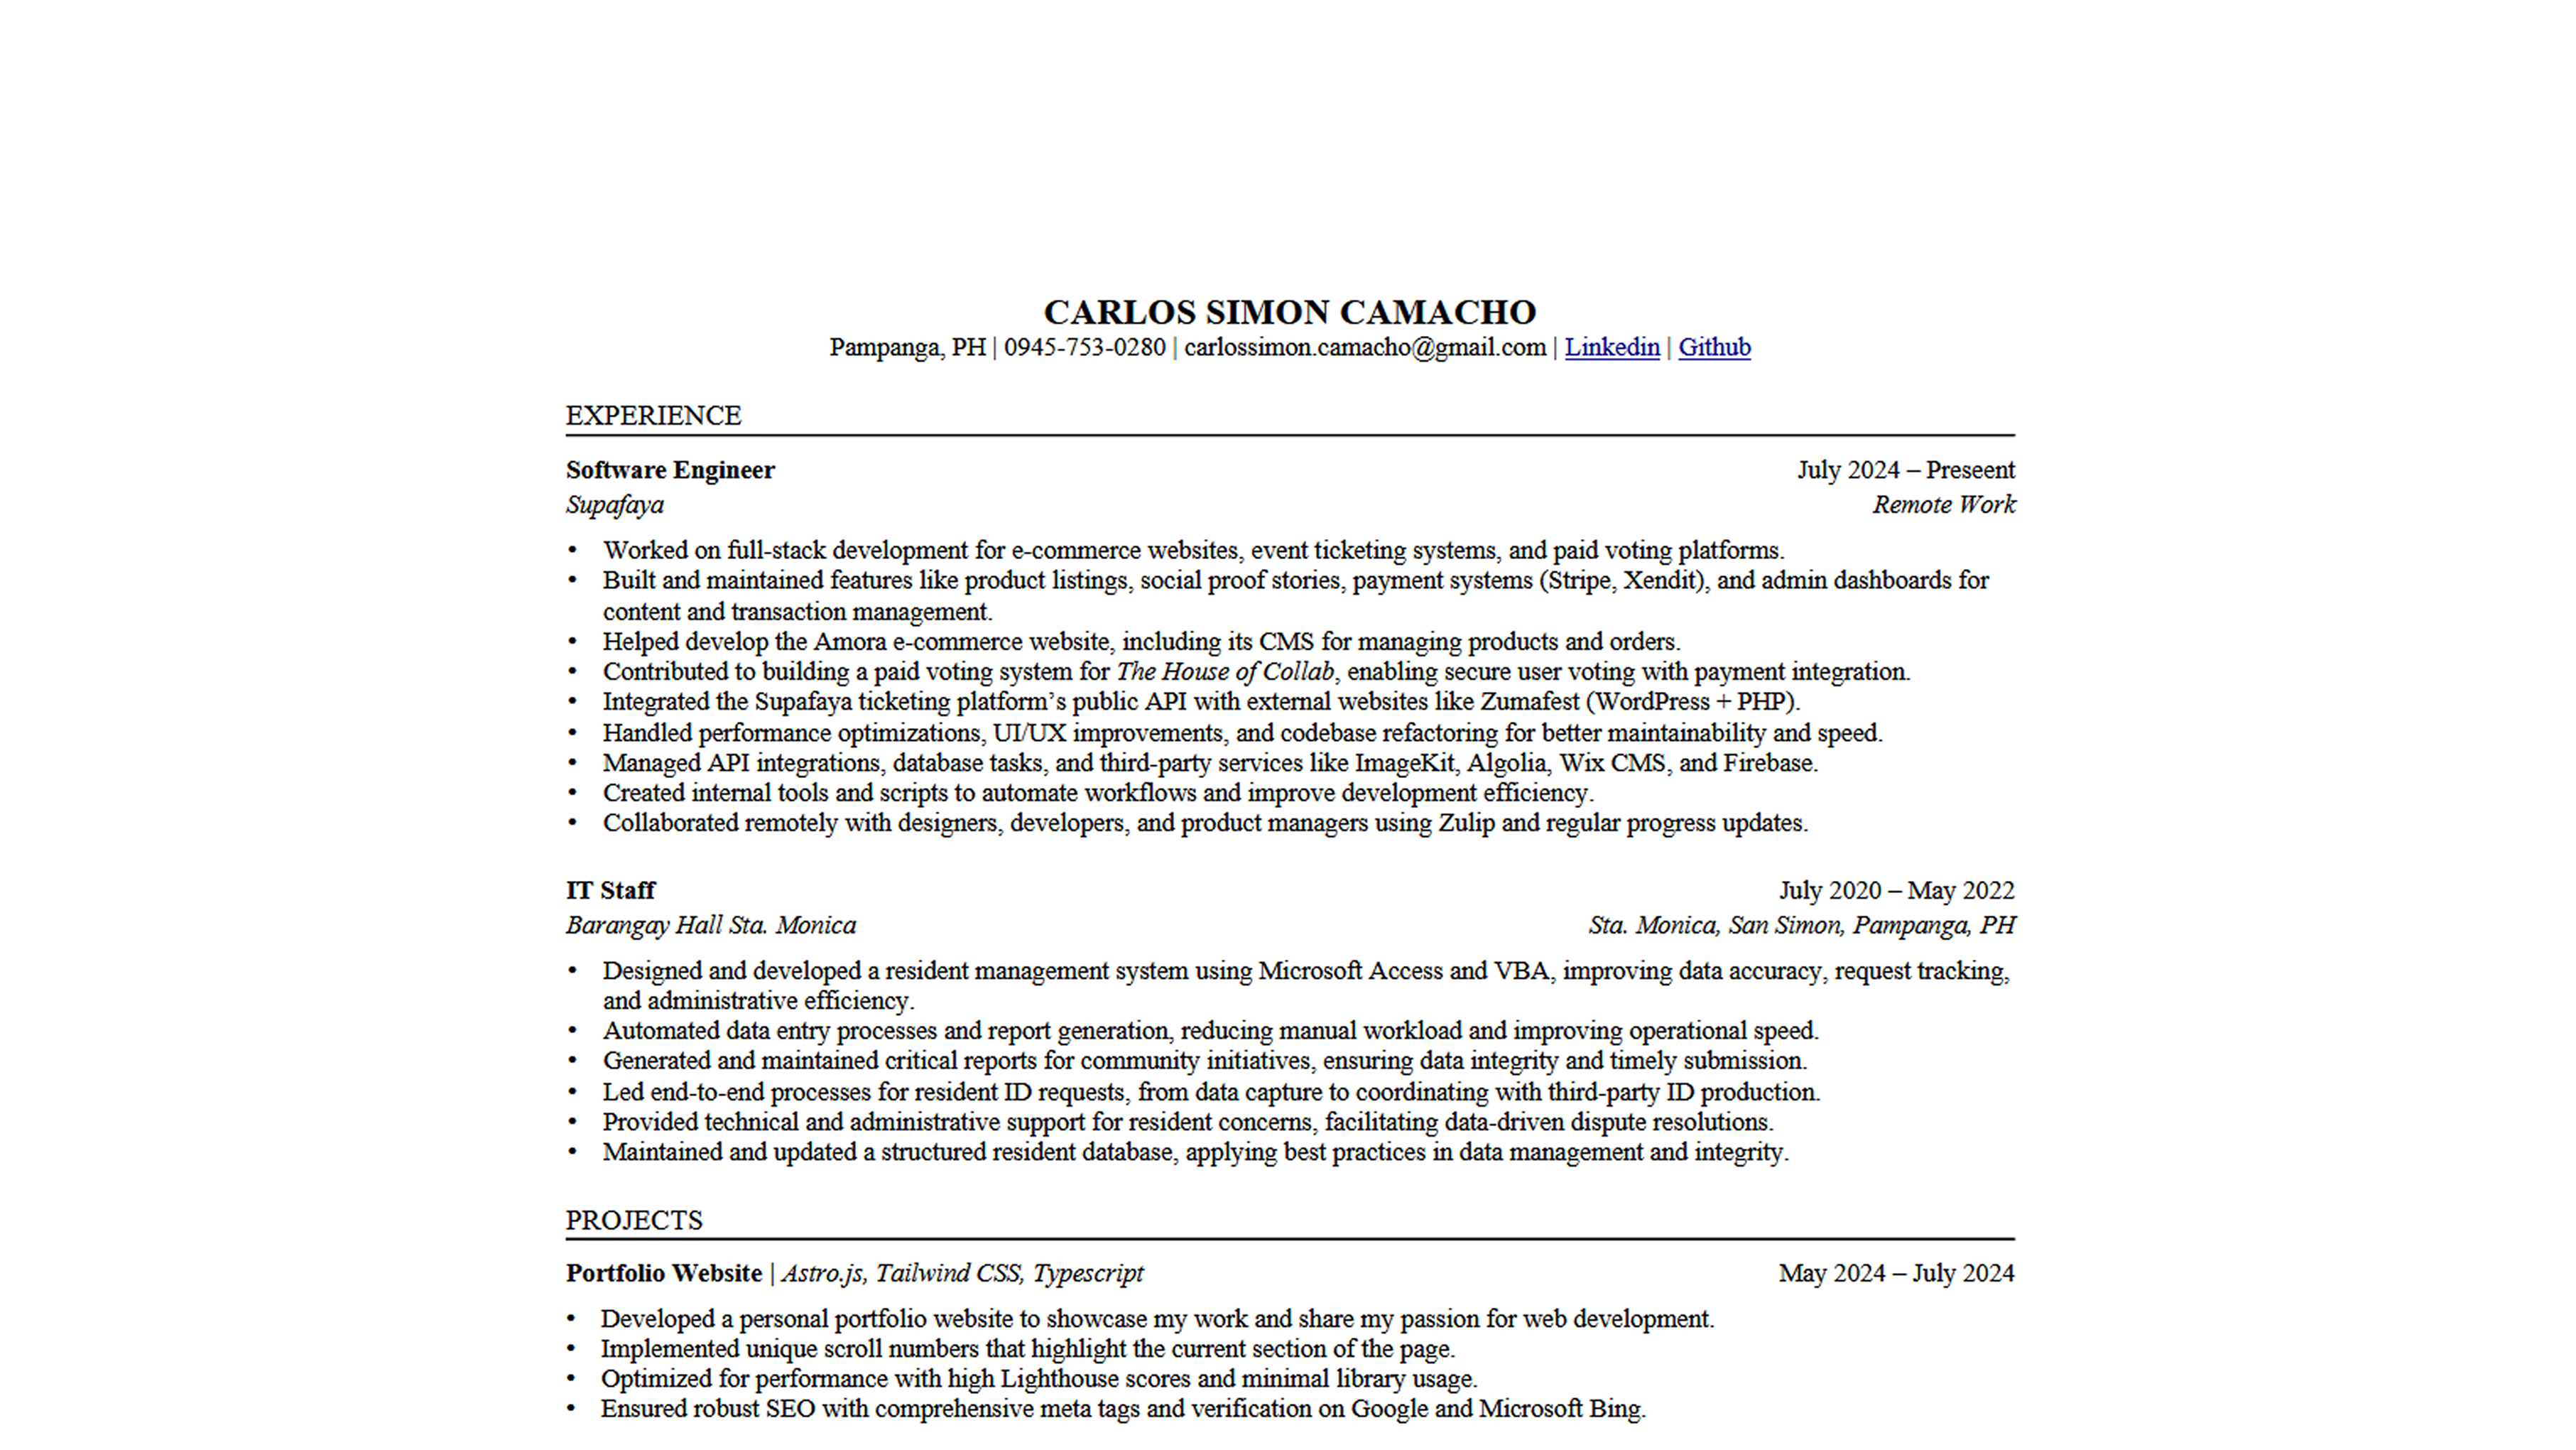 CARLOS SIMON CAMACHO
Pampanga, PH | 0945-753-0280 | carlossimon.camacho@gmail.com | Linkedin | Github
EXPERIENCE
Software Engineer July 2024 – Preseent
Supafaya Remote Work
• Worked on full-stack development for e-commerce websites, event ticketing systems, and paid voting platforms.
• Built and maintained features like product listings, social proof stories, payment systems (Stripe, Xendit), and admin dashboards for
content and transaction management.
• Helped develop the Amora e-commerce website, including its CMS for managing products and orders.
• Contributed to building a paid voting system for The House of Collab, enabling secure user voting with payment integration.
• Integrated the Supafaya ticketing platform’s public API with external websites like Zumafest (WordPress + PHP).
• Handled performance optimizations, UI/UX improvements, and codebase refactoring for better maintainability and speed.
• Managed API integrations, database tasks, and third-party services like ImageKit, Algolia, Wix CMS, and Firebase.
• Created internal tools and scripts to automate workflows and improve development efficiency.
• Collaborated remotely with designers, developers, and product managers using Zulip and regular progress updates.
IT Staff July 2020 – May 2022
Barangay Hall Sta. Monica Sta. Monica, San Simon, Pampanga, PH
• Designed and developed a resident management system using Microsoft Access and VBA, improving data accuracy, request tracking,
and administrative efficiency.
• Automated data entry processes and report generation, reducing manual workload and improving operational speed.
• Generated and maintained critical reports for community initiatives, ensuring data integrity and timely submission.
• Led end-to-end processes for resident ID requests, from data capture to coordinating with third-party ID production.
• Provided technical and administrative support for resident concerns, facilitating data-driven dispute resolutions.
• Maintained and updated a structured resident database, applying best practices in data management and integrity.
PROJECTS
Portfolio Website | Astro.js, Tailwind CSS, Typescript May 2024 – July 2024
• Developed a personal portfolio website to showcase my work and share my passion for web development.
• Implemented unique scroll numbers that highlight the current section of the page.
• Optimized for performance with high Lighthouse scores and minimal library usage.
• Ensured robust SEO with comprehensive meta tags and verification on Google and Microsoft Bing.